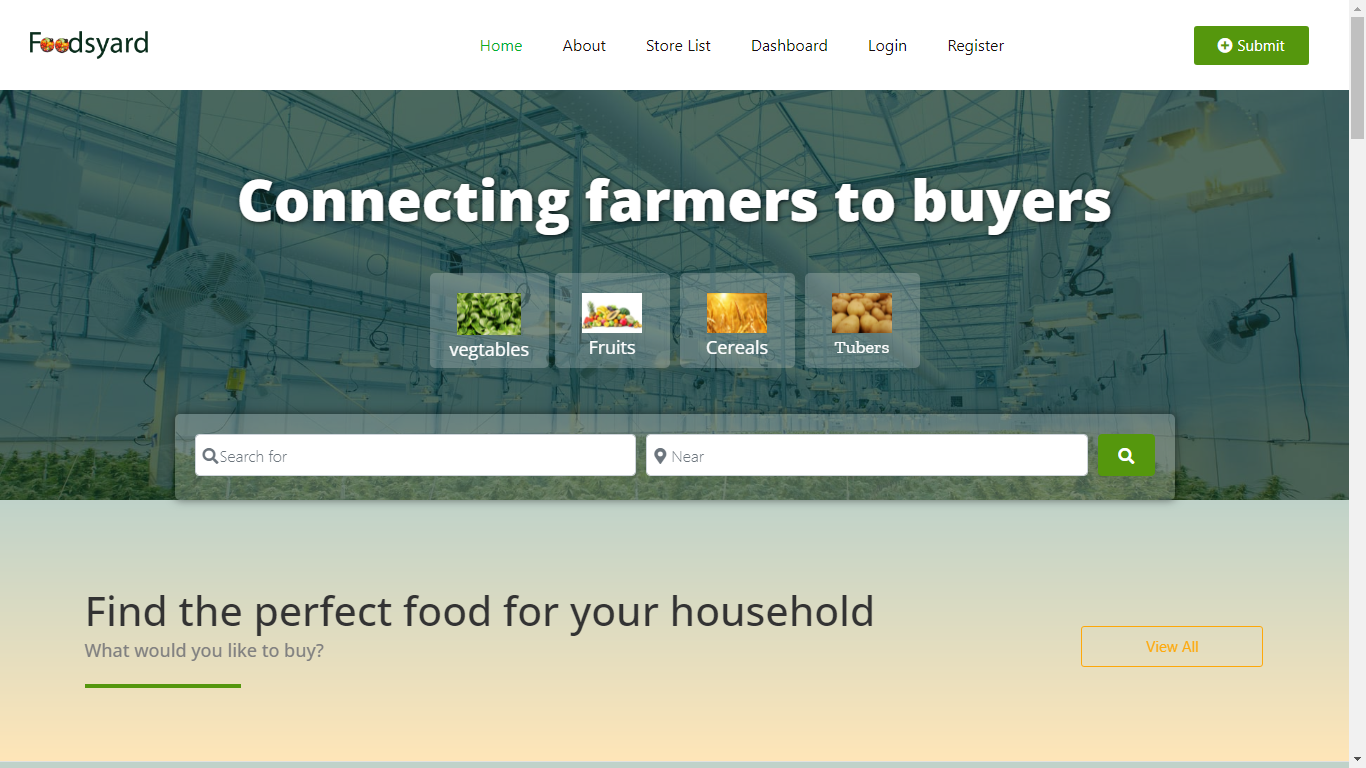 Foodsyard
Home About Store List Dashboard Login Register
Submit
Connecting farmers to buyers
vegtables Fruits Cereals Tubers
Search for Near
Find the perfect food for your household
What would you like to buy?
View All